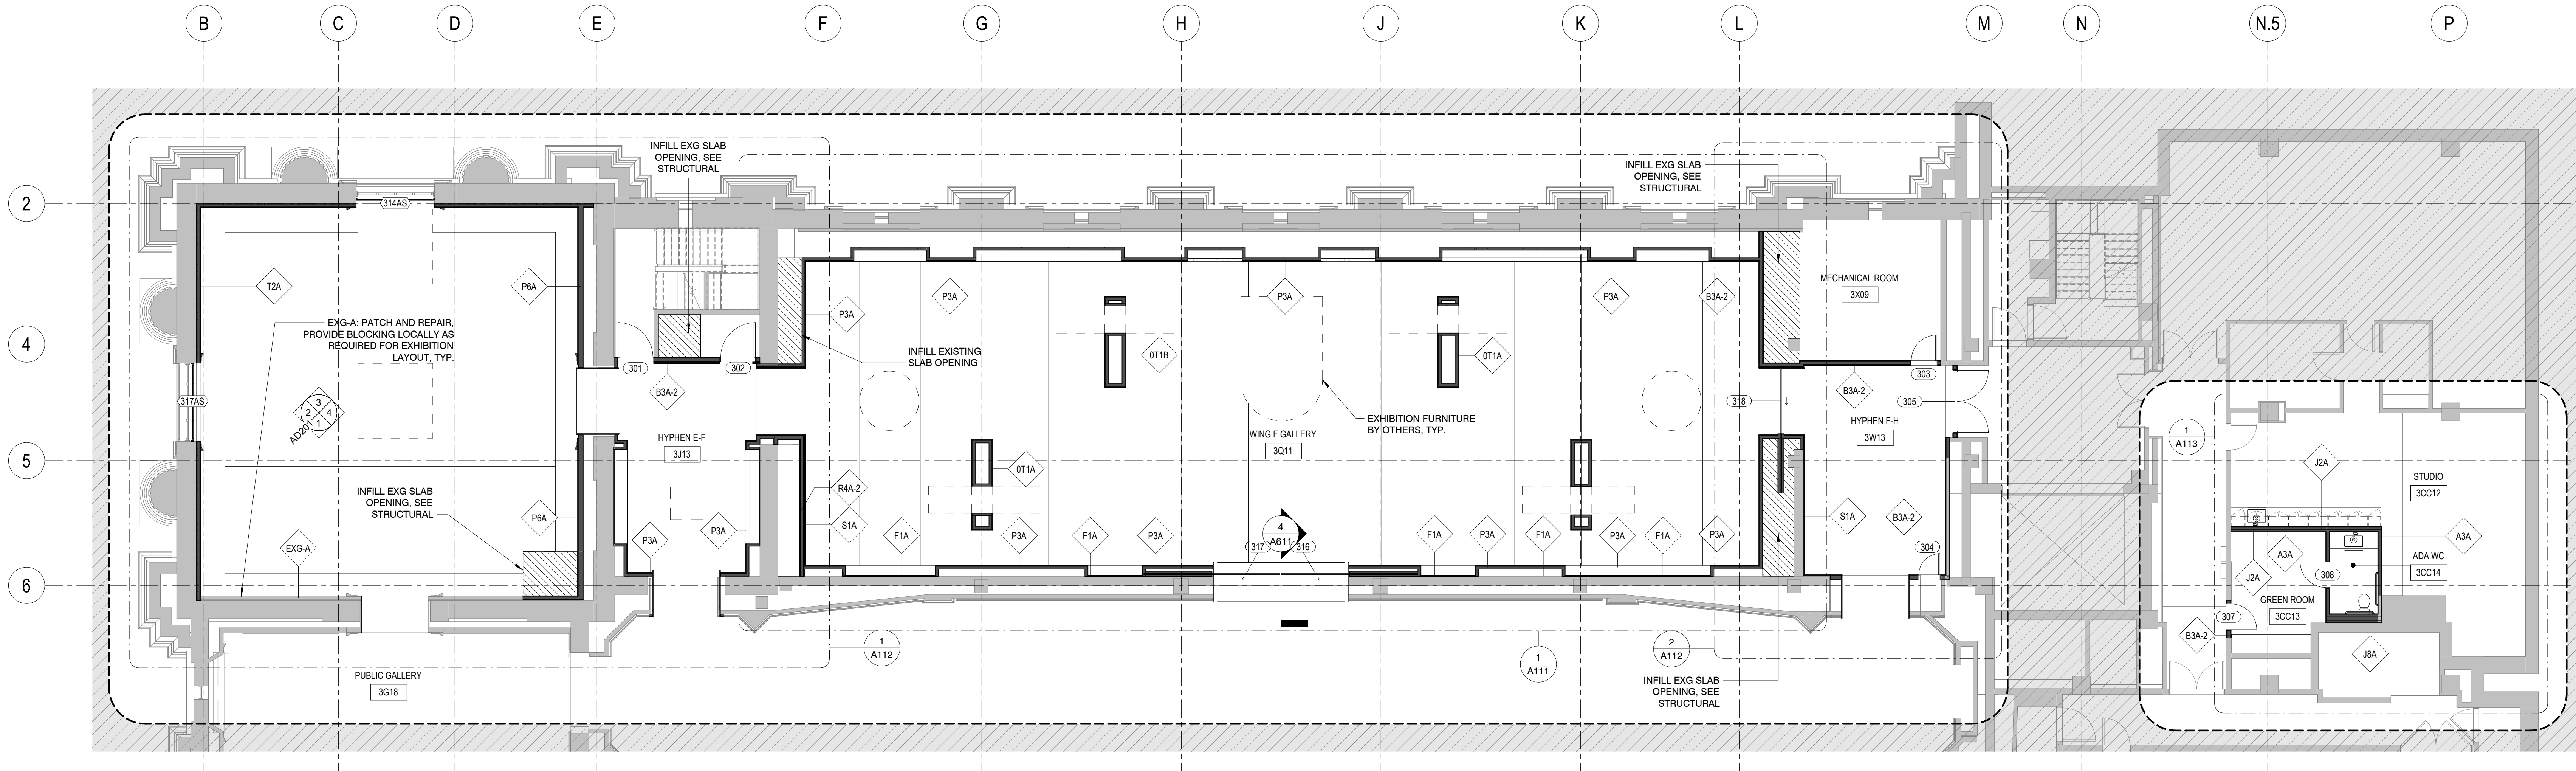 B
C
D
E
F
G
H
J
K
L
M
N
N.5
P
2
4
5
6
INFILL EXG SLAB
OPENING, SEE
STRUCTURAL
INFILL EXG SLAB
OPENING, SEE
STRUCTURAL
314AS
T2A
P6A
EXG-A: PATCH AND REPAIR,
PROVIDE BLOCKING LOCALLY AS
REQUIRED FOR EXHIBITION
LAYOUT, TYP.
317AS
3
2
4
1
AD201
INFILL EXG SLAB
OPENING, SEE
STRUCTURAL
P6A
EXG-A
301
302
B3A-2
HYPHEN E-F
3J13
P3A
P3A
P3A
INFILL EXISTING
SLAB OPENING
P3A
P3A
P3A
B3A-2
0T1B
0T1A
0T1A
EXHIBITION FURNITURE
BY OTHERS, TYP.
WING F GALLERY
3Q11
R4A-2
S1A
F1A
P3A
F1A
P3A
4
A611
317
316
F1A
P3A
F1A
P3A
F1A
P3A
MECHANICAL ROOM
3X09
303
B3A-2
318
305
HYPHEN F-H
3W13
S1A
B3A-2
304
1
A113
J2A
STUDIO
3CC12
A3A
A3A
ADA WC
3CC14
308
J2A
GREEN ROOM
3CC13
307
B3A-2
J8A
PUBLIC GALLERY
3G18
1
A112
1
A111
2
A112
INFILL EXG SLAB
OPENING, SEE
STRUCTURAL